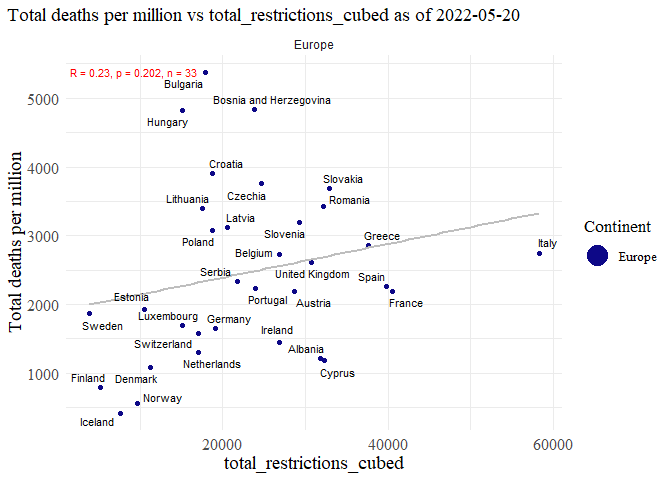 Total deaths per million vs total_restrictions_cubed as of 2022-05-20
Europe
R = 0.23, p = 0.202, n = 33
Bulgaria
Bosnia and Herzegovina
Hungary
Croatia
Slovakia
Czechia
Lithuania
Romania
Latvia
Slovenia
Poland
Greece
Italy
Belgium
Serbia
United Kingdom
Spain
Estonia
Portugal
Austria
France
Luxembourg
Germany
Sweden
Switzerland
Ireland
Netherlands
Albania
Finland
Denmark
Cyprus
Norway
Iceland
5000
4000
3000
2000
1000
Total deaths per million
20000
40000
60000
total_restrictions_cubed
Continent
Europe